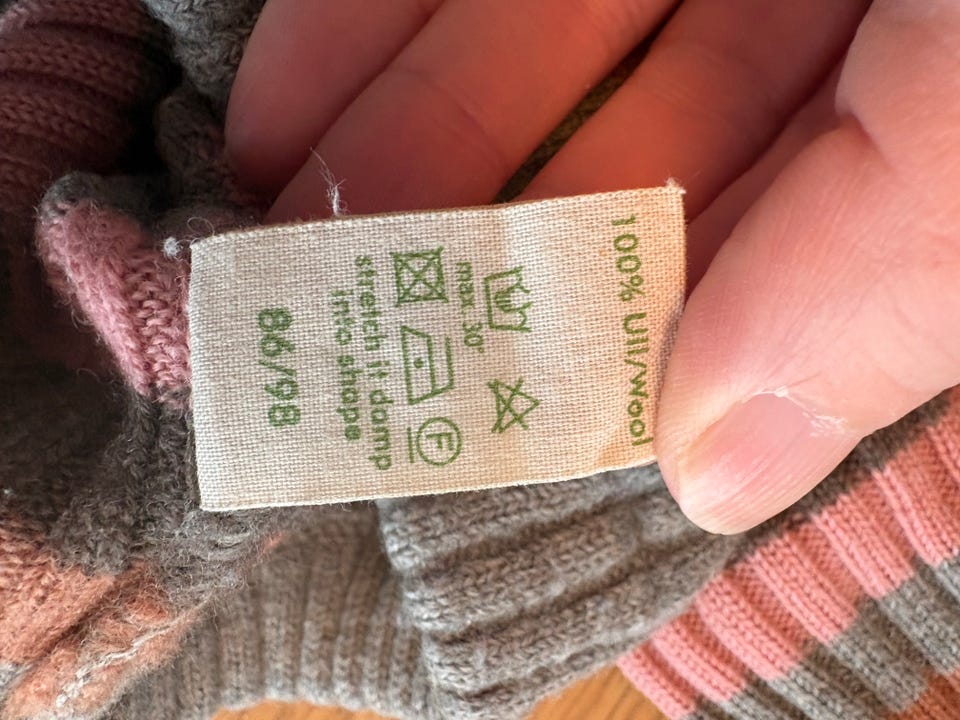 100% Ull/Wool
max. 30°
F
stretch it damp
into shape
86/98